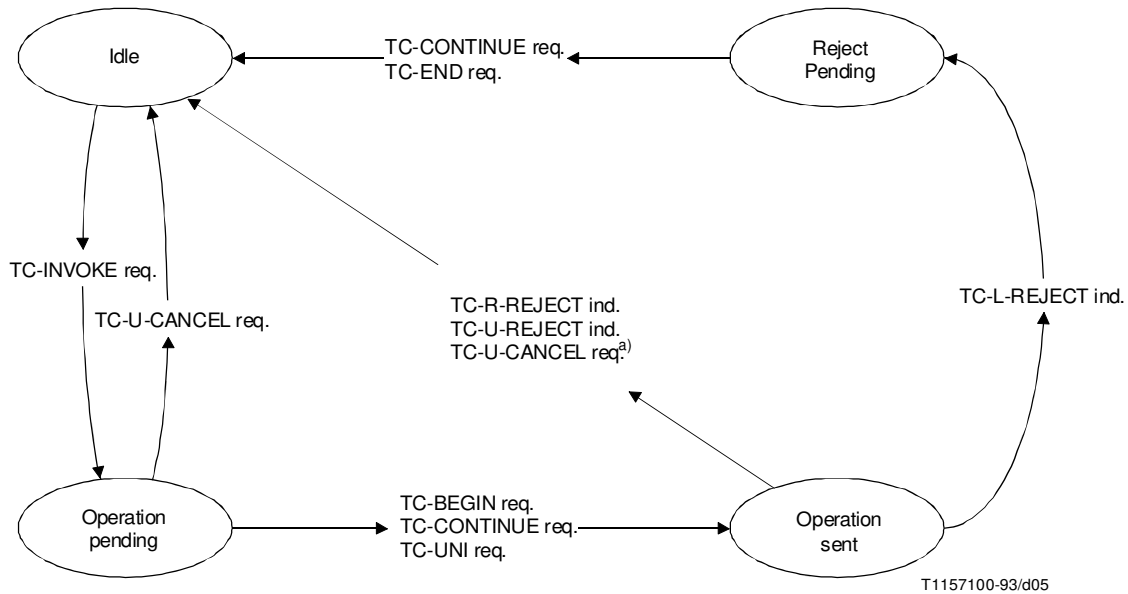 Idle
TC-CONTINUE req.
TC-END req.
Reject
Pending
TC-INVOKE req.
TC-U-CANCEL req.
TC-R-REJECT ind.
TC-U-REJECT ind.
TC-U-CANCEL req.a)
TC-L-REJECT ind.
Operation
pending
TC-BEGIN req.
TC-CONTINUE req.
TC-UNI req.
Operation
sent
T1157100-93/d05